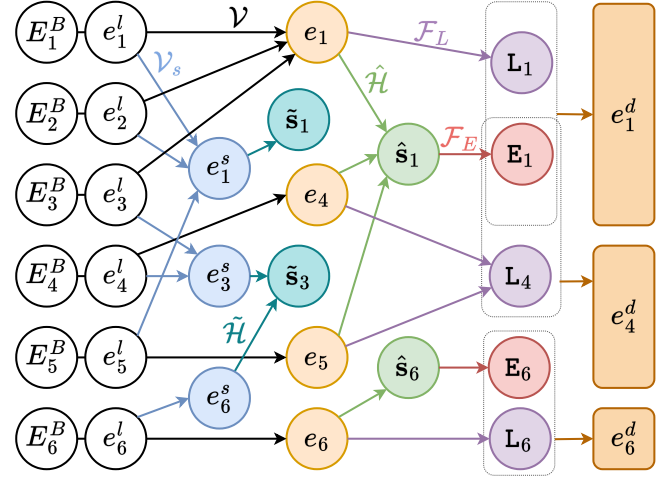 E_1^B e_1^l 𝒱 e_1 ℱ_L L_1 e_1^d
𝒱_s Ĥ
E_2^B e_2^l s̃_1
e_1^s ŝ_1 ℱ_E E_1
E_3^B e_3^l e_4
E_4^B e_4^l e_3^s s̃_3 L_4 e_4^d
H̃
E_5^B e_5^l e_5 ŝ_6 E_6
e_6^s
E_6^B e_6^l e_6 L_6 e_6^d